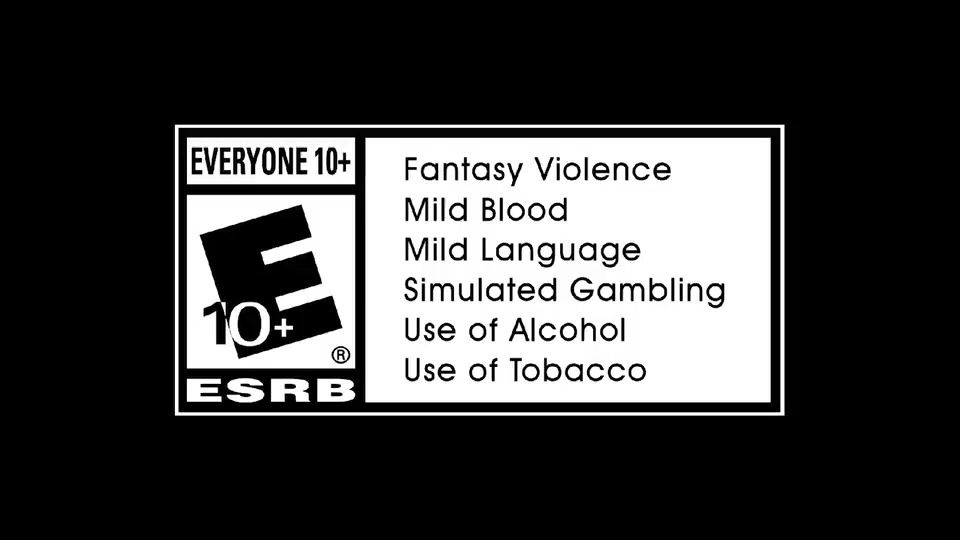 EVERYONE 10+
E
10+
®
ESRB
Fantasy Violence
Mild Blood
Mild Language
Simulated Gambling
Use of Alcohol
Use of Tobacco